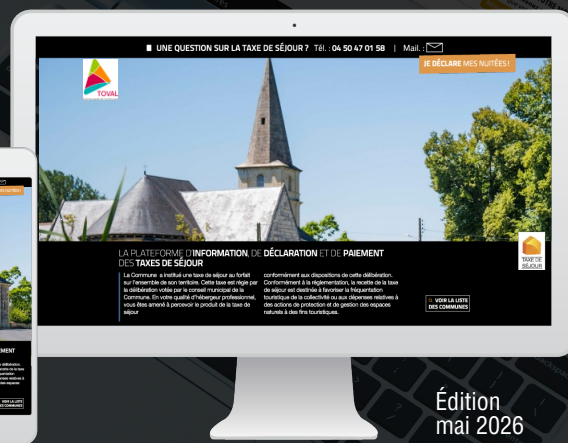 UNE QUESTION SUR LA TAXE DE SÉJOUR ? Tél. : 04 50 47 01 58 | Mail. :
JE DÉCLARE MES NUITÉES !
TOVAL
LA PLATEFORME D'INFORMATION, DE DÉCLARATION ET DE PAIEMENT
DES TAXES DE SÉJOUR
La Commune a institué une taxe de séjour au forfait
sur l'ensemble de son territoire. Cette taxe est régie par
la délibération votée par le conseil municipal de la
Commune. En votre qualité d'hébergeur professionnel,
vous êtes amené à percevoir le produit de la taxe de
séjour
conformément aux dispositions de cette délibération.
Conformément à la réglementation, la recette de la taxe
de séjour est destinée à favoriser la fréquentation
touristique de la collectivité ou aux dépenses relatives à
des actions de protection et de gestion des espaces
naturels à des fins touristiques.
TAXE DE
SÉJOUR
VOIR LA LISTE
DES COMMUNES
VOIR LA LISTE
DES COMMUNES
Édition
mai 2026